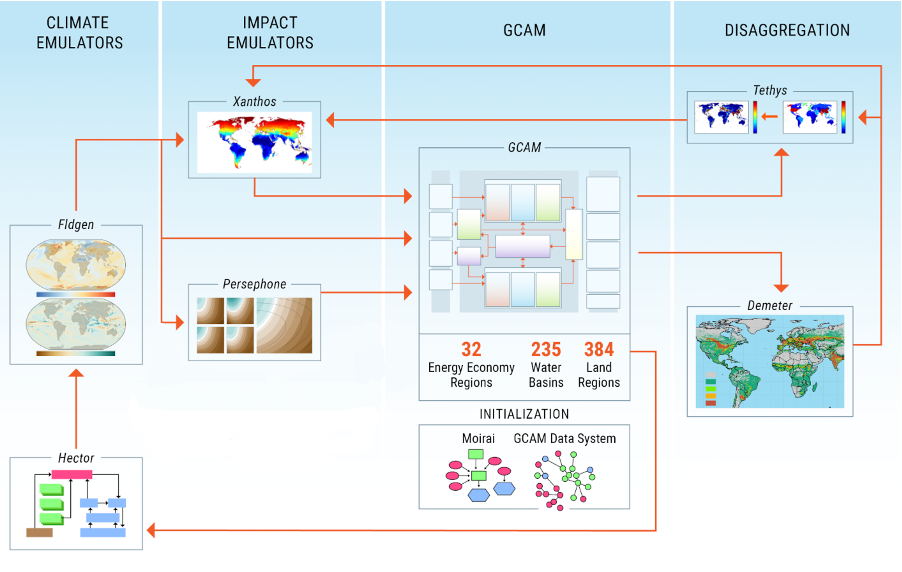 CLIMATE
EMULATORS
IMPACT
EMULATORS
GCAM
DISAGGREGATION
Xanthos
Tethys
GCAM
Fldgen
Persephone
Demeter
32
Energy Economy
Regions
235
Water
Basins
384
Land
Regions
INITIALIZATION
Moirai
GCAM Data System
Hector